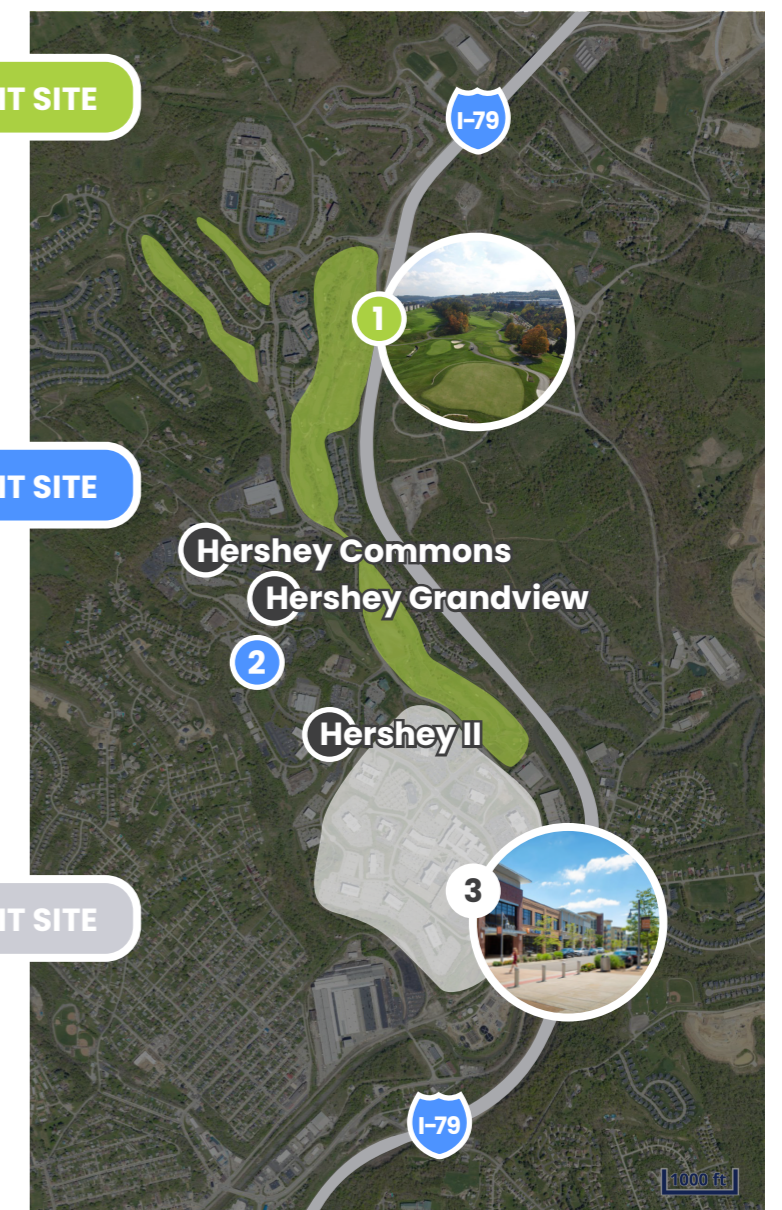 IT SITE
I-79
1
IT SITE
Hershey Commons
Hershey Grandview
2
Hershey II
3
IT SITE
I-79
1000 ft